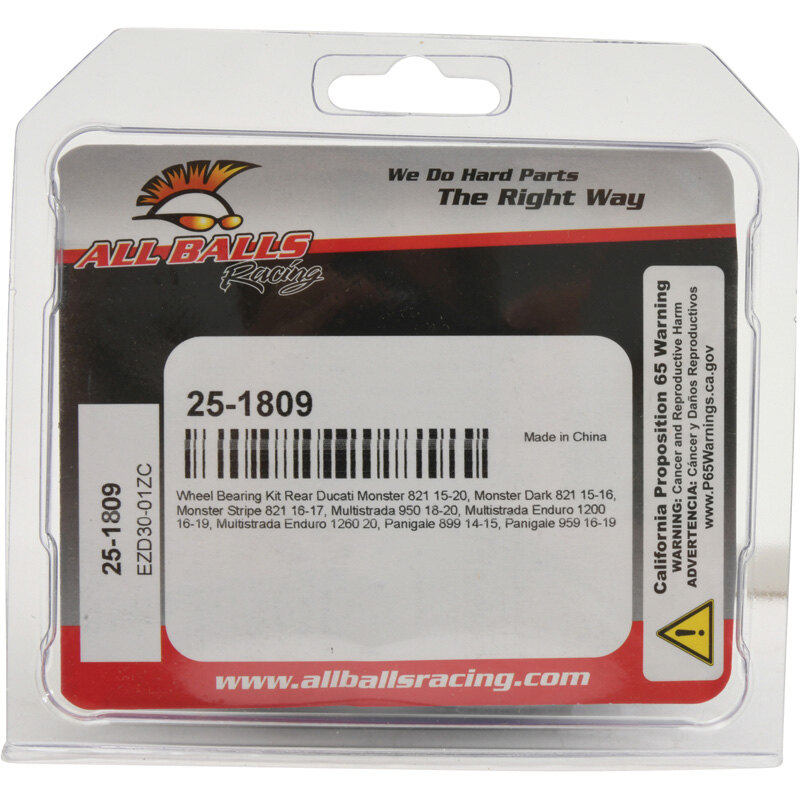 We Do Hard Parts
The Right Way
ALL BALLS
Racing
25-1809
Made in China
Wheel Bearing Kit Rear Ducati Monster 821 15-20, Monster Dark 821 15-16,
Monster Stripe 821 16-17, Multistrada 950 18-20, Multistrada Enduro 1200
16-19, Multistrada Enduro 1260 20, Panigale 899 14-15, Panigale 959 16-19
25-1809
EZD30-01ZC
California Proposition 65 Warning
WARNING: Cancer and Reproductive Harm
ADVERTENCIA: Cáncer y Daños Reproductivos
www.P65Warnings.ca.gov
www.allballsracing.com